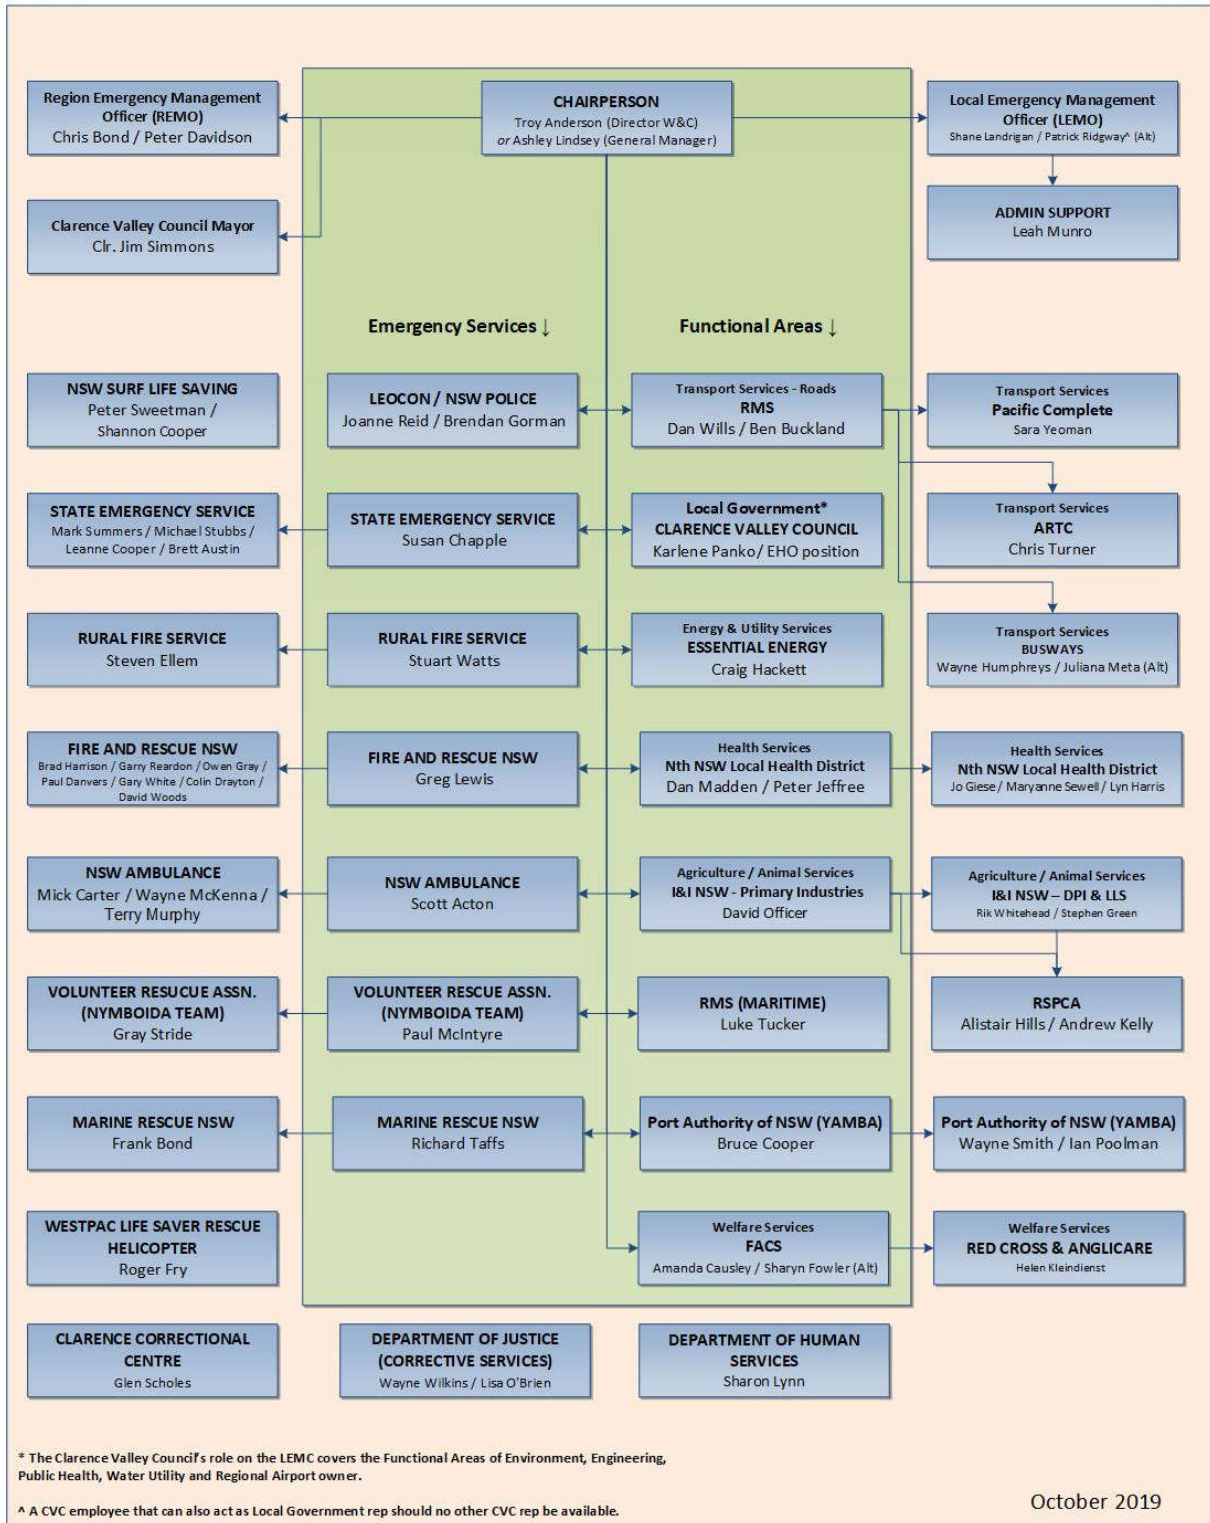 Region Emergency Management
Officer (REMO)
Chris Bond / Peter Davidson
CHAIRPERSON
Troy Anderson (Director W&C)
or Ashley Lindsey (General Manager)
Local Emergency Management
Officer (LEMO)
Shane Landrigan / Patrick Ridgway^ (Alt)
Clarence Valley Council Mayor
Clr. Jim Simmons
ADMIN SUPPORT
Leah Munro
Emergency Services ↓
Functional Areas ↓
NSW SURF LIFE SAVING
Peter Sweetman /
Shannon Cooper
LEOCON / NSW POLICE
Joanne Reid / Brendan Gorman
Transport Services - Roads
RMS
Dan Wills / Ben Buckland
Transport Services
Pacific Complete
Sara Yeoman
STATE EMERGENCY SERVICE
Mark Summers / Michael Stubbs /
Leanne Cooper / Brett Austin
STATE EMERGENCY SERVICE
Susan Chapple
Local Government*
CLARENCE VALLEY COUNCIL
Karlene Panko/ EHO position
Transport Services
ARTC
Chris Turner
RURAL FIRE SERVICE
Steven Ellem
RURAL FIRE SERVICE
Stuart Watts
Energy & Utility Services
ESSENTIAL ENERGY
Craig Hackett
Transport Services
BUSWAYS
Wayne Humphreys / Juliana Meta (Alt)
FIRE AND RESCUE NSW
Brad Harrison / Garry Reardon / Owen Gray /
Paul Danvers / Gary White / Colin Drayton /
David Woods
FIRE AND RESCUE NSW
Greg Lewis
Health Services
Nth NSW Local Health District
Dan Madden / Peter Jeffree
Health Services
Nth NSW Local Health District
Jo Giese / Maryanne Sewell / Lyn Harris
NSW AMBULANCE
Mick Carter / Wayne McKenna /
Terry Murphy
NSW AMBULANCE
Scott Acton
Agriculture / Animal Services
I&I NSW - Primary Industries
David Officer
Agriculture / Animal Services
I&I NSW – DPI & LLS
Rik Whitehead / Stephen Green
VOLUNTEER RESUCUE ASSN.
(NYMBOIDA TEAM)
Gray Stride
VOLUNTEER RESCUE ASSN.
(NYMBOIDA TEAM)
Paul McIntyre
RMS (MARITIME)
Luke Tucker
RSPCA
Alistair Hills / Andrew Kelly
MARINE RESCUE NSW
Frank Bond
MARINE RESCUE NSW
Richard Taffs
Port Authority of NSW (YAMBA)
Bruce Cooper
Port Authority of NSW (YAMBA)
Wayne Smith / Ian Poolman
WESTPAC LIFE SAVER RESCUE
HELICOPTER
Roger Fry
Welfare Services
FACS
Amanda Causley / Sharyn Fowler (Alt)
Welfare Services
RED CROSS & ANGLICARE
Helen Kleindienst
CLARENCE CORRECTIONAL
CENTRE
Glen Scholes
DEPARTMENT OF JUSTICE
(CORRECTIVE SERVICES)
Wayne Wilkins / Lisa O'Brien
DEPARTMENT OF HUMAN
SERVICES
Sharon Lynn
* The Clarence Valley Council's role on the LEMC covers the Functional Areas of Environment, Engineering,
Public Health, Water Utility and Regional Airport owner.
^ A CVC employee that can also act as Local Government rep should no other CVC rep be available.
October 2019